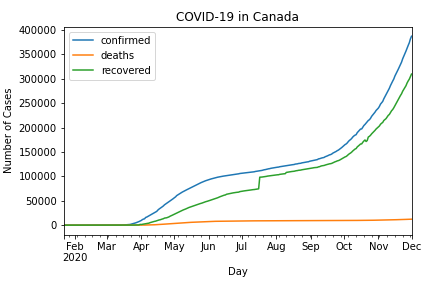 COVID-19 in Canada
confirmed
deaths
recovered
400000
350000
300000
250000
200000
150000
100000
50000
0
Number of Cases
Feb Mar Apr May Jun Jul Aug Sep Oct Nov Dec
2020
Day